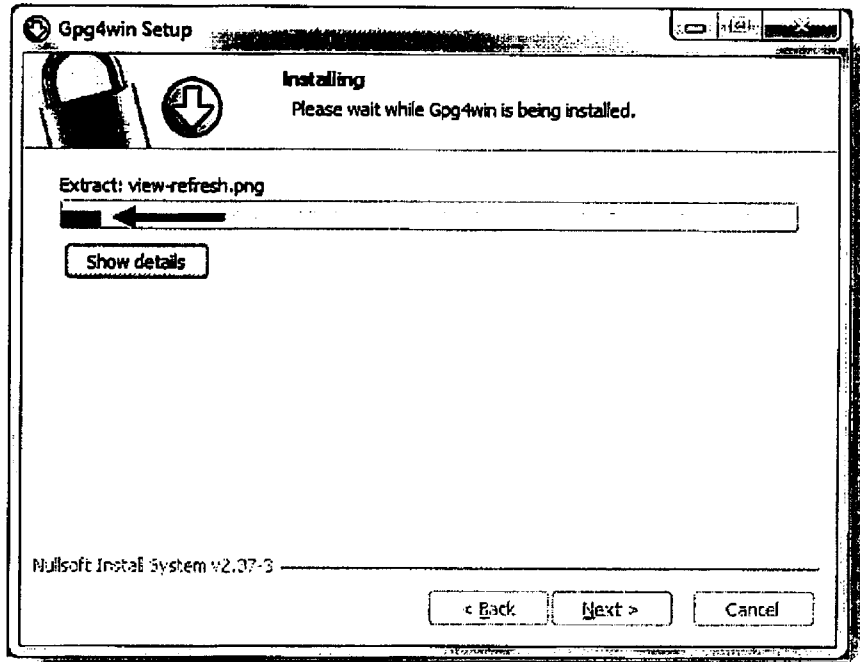 Gpg4win Setup
Installing
Please wait while Gpg4win is being installed.
Extract: view-refresh.png
Show details
Nullsoft Install System v2.37-3
< Back
Next >
Cancel